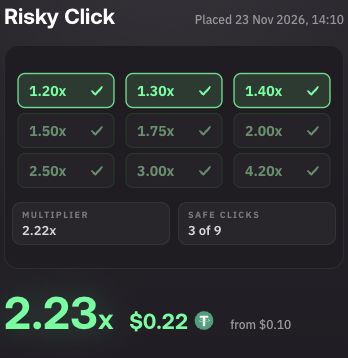 Risky Click Placed 23 Nov 2026, 14:10
1.20x 1.30x 1.40x
1.50x 1.75x 2.00x
2.50x 3.00x 4.20x
MULTIPLIER SAFE CLICKS
2.22x 3 of 9
2.23x $0.22 from $0.10